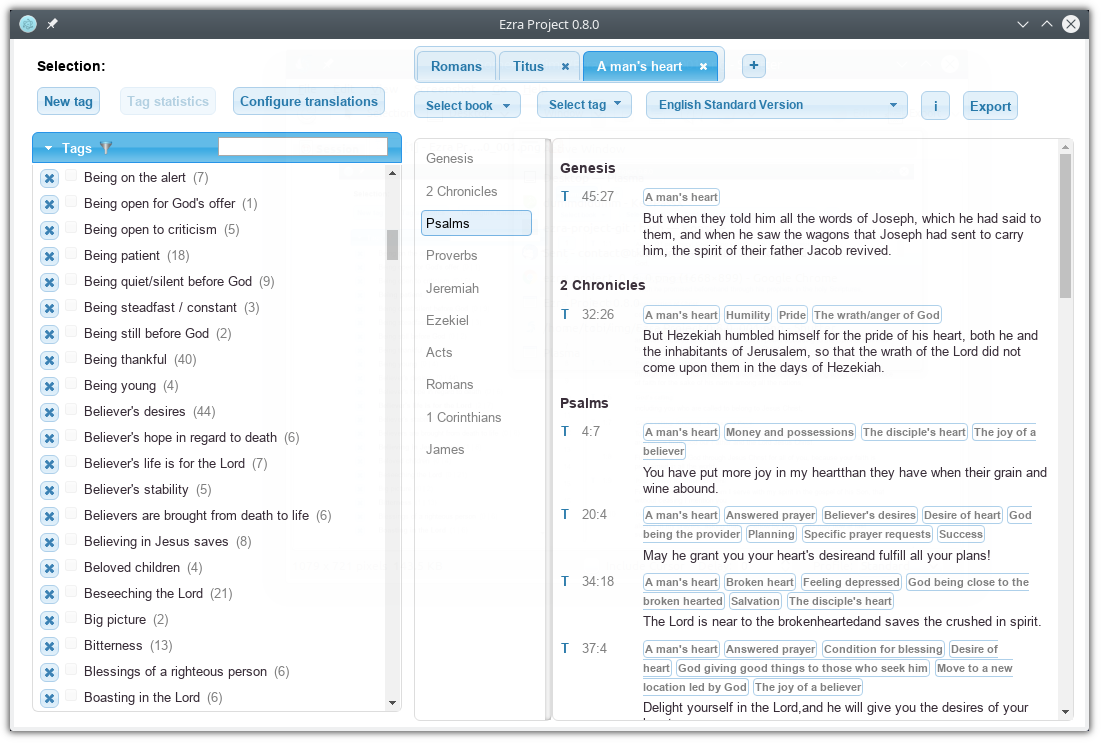 Ezra Project 0.8.0
Selection:
New tag
Tag statistics
Configure translations
Tags
Being on the alert (7)
Being open for God's offer (1)
Being open to criticism (5)
Being patient (18)
Being quiet/silent before God (9)
Being steadfast / constant (3)
Being still before God (2)
Being thankful (40)
Being young (4)
Believer's desires (44)
Believer's hope in regard to death (6)
Believer's life is for the Lord (7)
Believer's stability (5)
Believers are brought from death to life (6)
Believing in Jesus saves (8)
Beloved children (4)
Beseeching the Lord (21)
Big picture (2)
Bitterness (13)
Blessings of a righteous person (6)
Boasting in the Lord (6)
Romans
Titus
A man's heart
+
Select book
Select tag
English Standard Version
i
Export
Genesis
2 Chronicles
Psalms
Proverbs
Jeremiah
Ezekiel
Acts
Romans
1 Corinthians
James
Genesis
T 45:27 A man's heart
But when they told him all the words of Joseph, which he had said to
them, and when he saw the wagons that Joseph had sent to carry
him, the spirit of their father Jacob revived.
2 Chronicles
T 32:26 A man's heart Humility Pride The wrath/anger of God
But Hezekiah humbled himself for the pride of his heart, both he and
the inhabitants of Jerusalem, so that the wrath of the Lord did not
come upon them in the days of Hezekiah.
Psalms
T 4:7 A man's heart Money and possessions The disciple's heart The joy of a
believer
You have put more joy in my heartthan they have when their grain and
wine abound.
T 20:4 A man's heart Answered prayer Believer's desires Desire of heart God
being the provider Planning Specific prayer requests Success
May he grant you your heart's desireand fulfill all your plans!
T 34:18 A man's heart Broken heart Feeling depressed God being close to the
broken hearted Salvation The disciple's heart
The Lord is near to the brokenheartedand saves the crushed in spirit.
T 37:4 A man's heart Answered prayer Condition for blessing Desire of
heart God giving good things to those who seek him Move to a new
location led by God The joy of a believer
Delight yourself in the Lord,and he will give you the desires of your